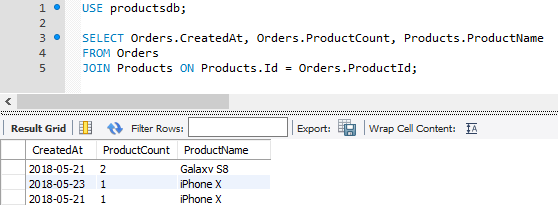 1 USE productsdb;
2
3 SELECT Orders.CreatedAt, Orders.ProductCount, Products.ProductName
4 FROM Orders
5 JOIN Products ON Products.Id = Orders.ProductId;
Result Grid Filter Rows: Export: Wrap Cell Content: IA
CreatedAt ProductCount ProductName
2018-05-21 2 Galaxy S8
2018-05-23 1 iPhone X
2018-05-21 1 iPhone X